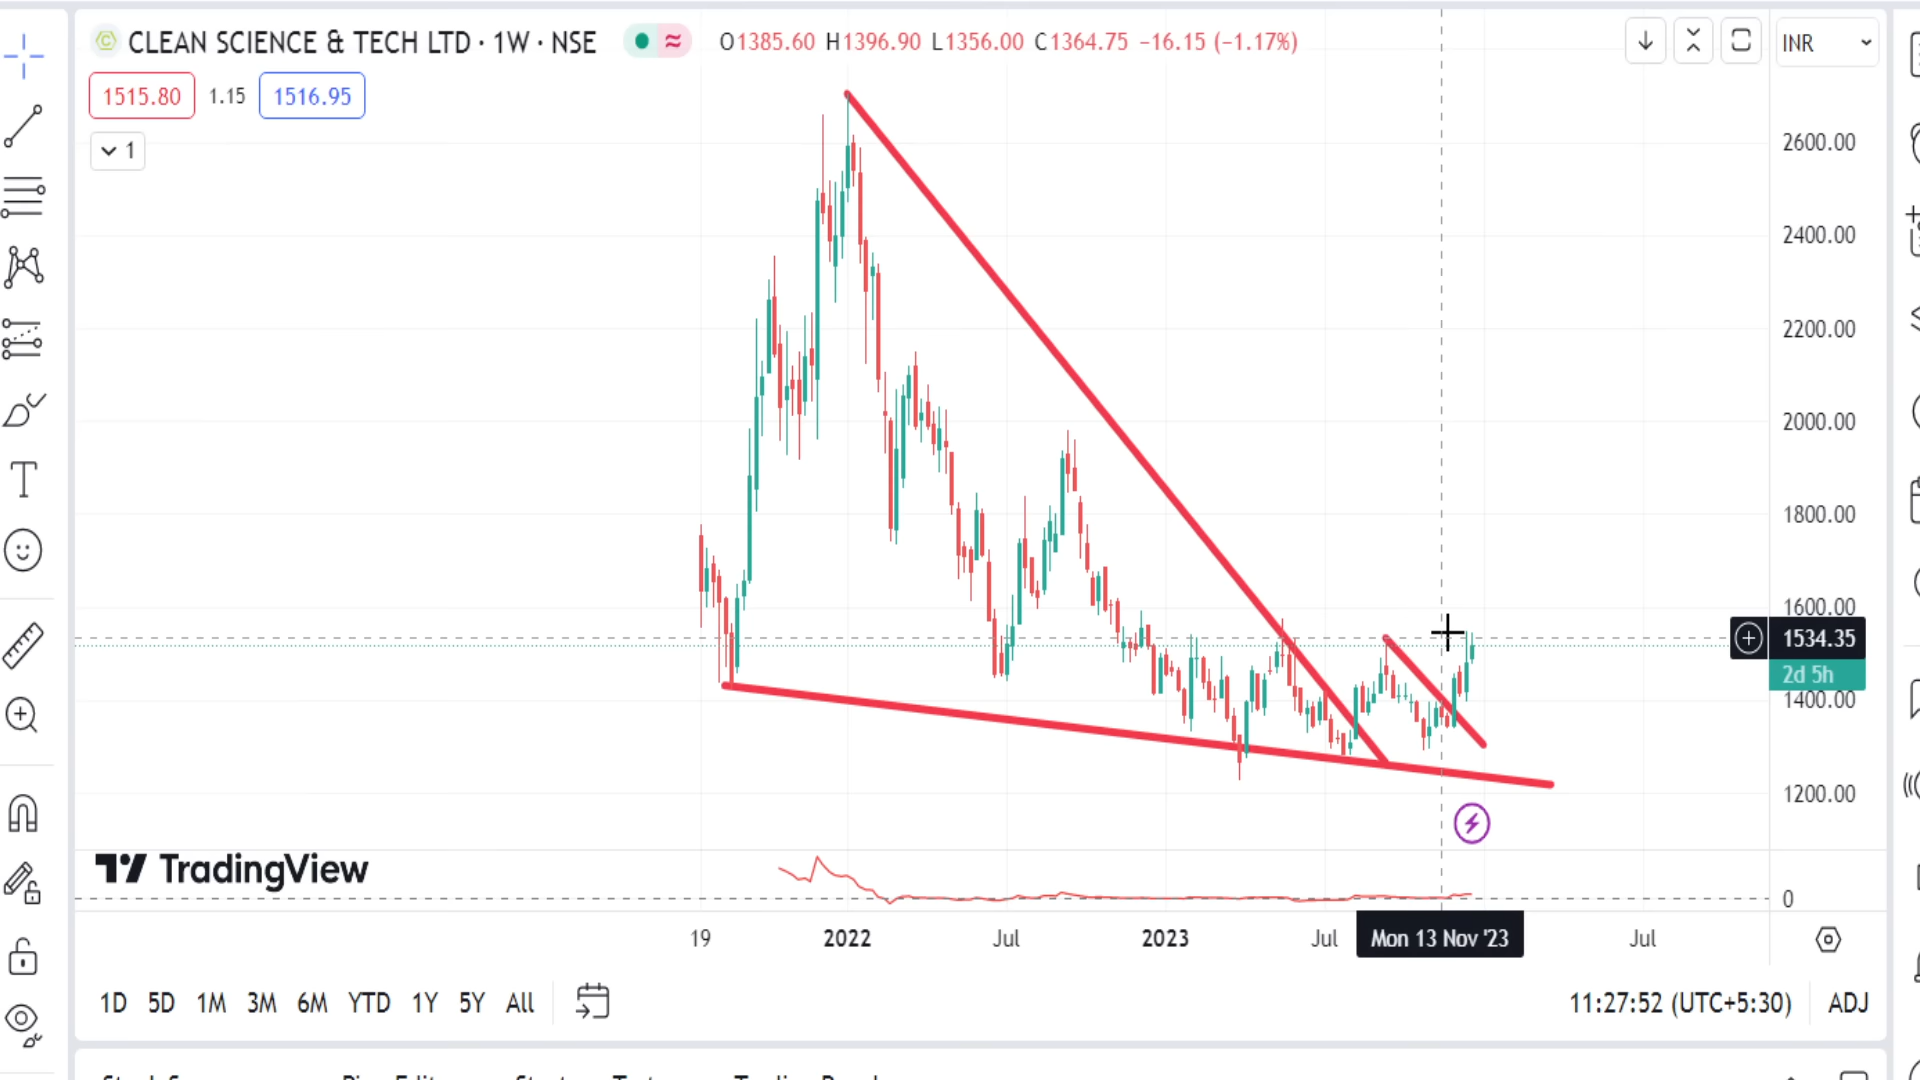 CLEAN SCIENCE & TECH LTD · 1W · NSE
O1385.60 H1396.90 L1356.00 C1364.75 −16.15 (−1.17%)
INR
1515.80 1.15 1516.95
1
2600.00
2400.00
2200.00
2000.00
1800.00
1600.00
1534.35
2d 5h
1400.00
1200.00
TradingView
0
19 2022 Jul 2023 Jul Mon 13 Nov '23 Jul
1D 5D 1M 3M 6M YTD 1Y 5Y All
11:27:52 (UTC+5:30) ADJ